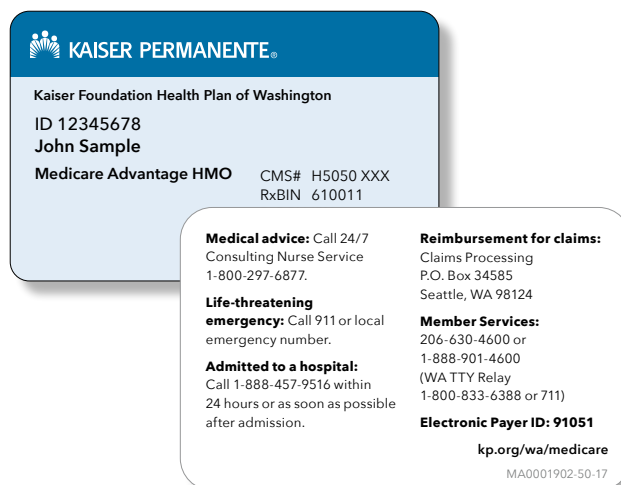 KAISER PERMANENTE®
Kaiser Foundation Health Plan of Washington
ID 12345678
John Sample
Medicare Advantage HMO
CMS# H5050 XXX
RxBIN 610011
Medical advice: Call 24/7
Consulting Nurse Service
1-800-297-6877.
Life-threatening
emergency: Call 911 or local
emergency number.
Admitted to a hospital:
Call 1-888-457-9516 within
24 hours or as soon as possible
after admission.
Reimbursement for claims:
Claims Processing
P.O. Box 34585
Seattle, WA 98124
Member Services:
206-630-4600 or
1-888-901-4600
(WA TTY Relay
1-800-833-6388 or 711)
Electronic Payer ID: 91051
kp.org/wa/medicare
MA0001902-50-17